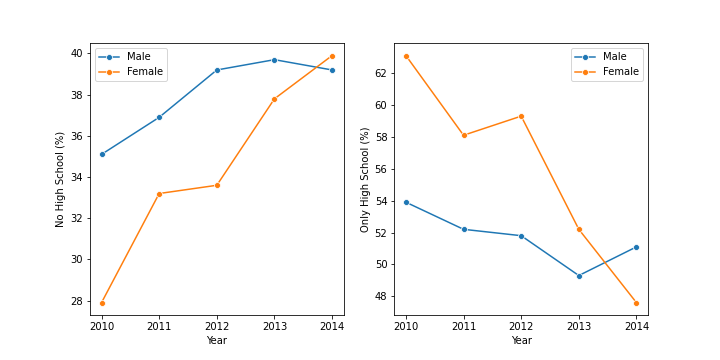 No High School (%)
40
38
36
34
32
30
28
Male
Female
2010 2011 2012 2013 2014
Year
Only High School (%)
62
60
58
56
54
52
50
48
Male
Female
2010 2011 2012 2013 2014
Year